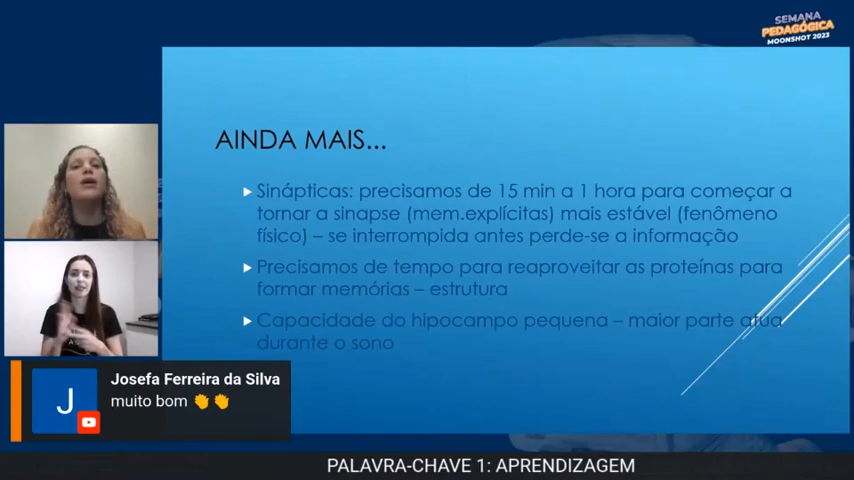 SEMANA
PEDAGÓGICA
MOONSHOT 2023
AINDA MAIS...
Sinápticas: precisamos de 15 min a 1 hora para começar a
tornar a sinapse (mem.explícitas) mais estável (fenômeno
físico) – se interrompida antes perde-se a informação
Precisamos de tempo para reaproveitar as proteínas para
formar memórias – estrutura
Capacidade do hipocampo pequena – maior parte atua
durante o sono
J
Josefa Ferreira da Silva
muito bom 👏👏
PALAVRA-CHAVE 1: APRENDIZAGEM